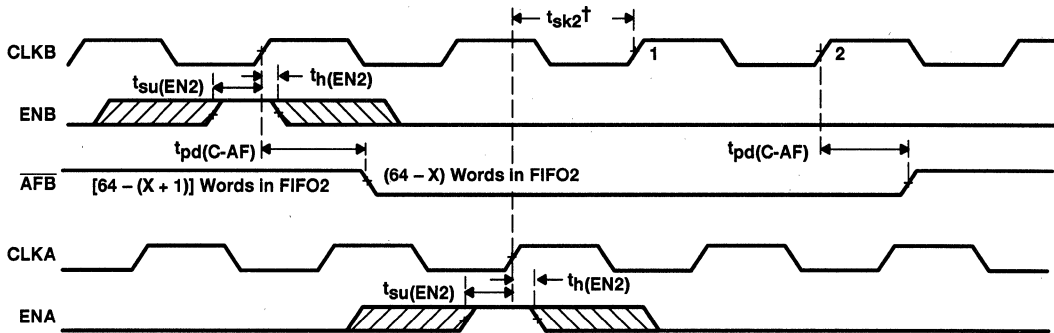 tsk2†
CLKB
1
2
tsu(EN2)
th(EN2)
ENB
tpd(C-AF)
tpd(C-AF)
AFB
[64 – (X + 1)] Words in FIFO2
(64 – X) Words in FIFO2
CLKA
tsu(EN2)
th(EN2)
ENA